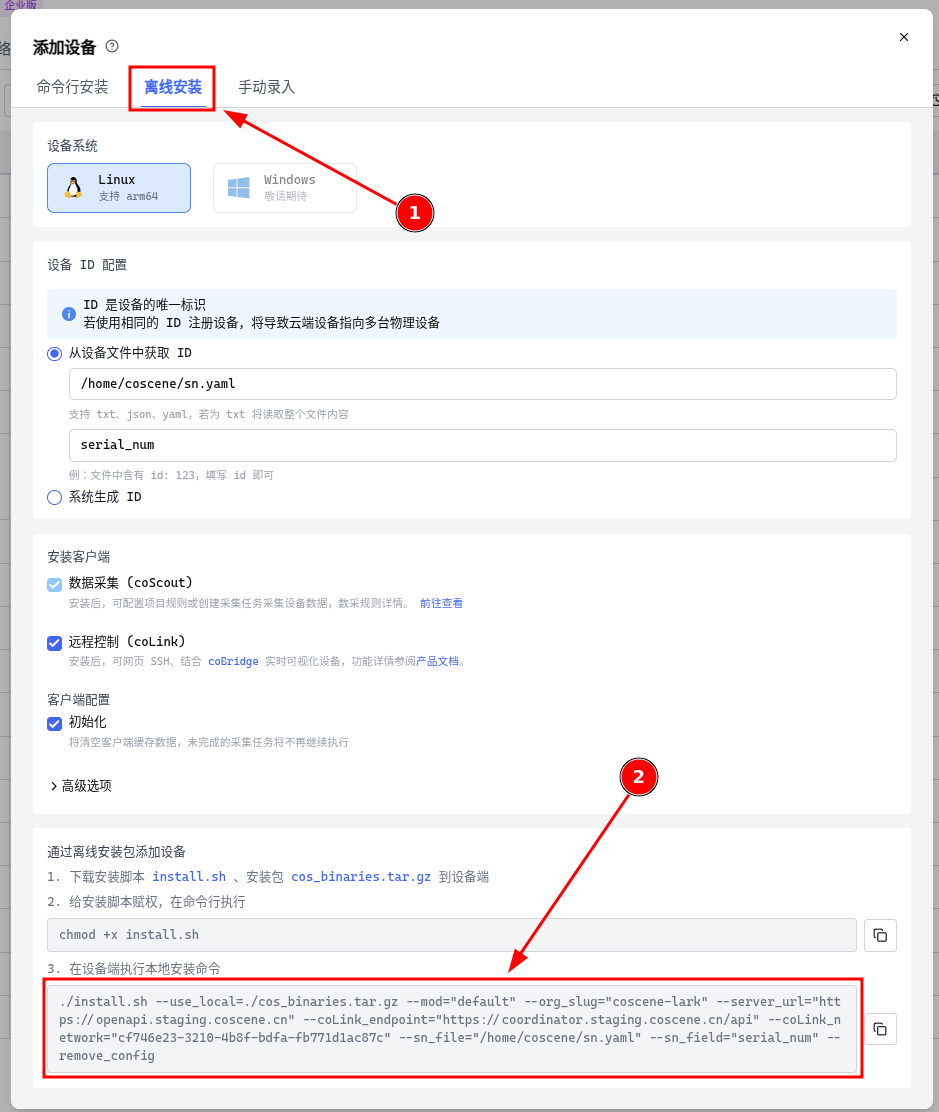 企业版
络
添加设备
命令行安装
离线安装
手动录入
设备系统
Linux
支持 arm64
Windows
敬请期待
1
设备 ID 配置
ID 是设备的唯一标识
若使用相同的 ID 注册设备，将导致云端设备指向多台物理设备
从设备文件中获取 ID
/home/coscene/sn.yaml
支持 txt、json、yaml，若为 txt 将读取整个文件内容
serial_num
例：文件中含有 id: 123，填写 id 即可
系统生成 ID
安装客户端
数据采集 (coScout)
安装后，可配置项目规则或创建采集任务采集设备数据，数采规则详情。 前往查看
远程控制 (coLink)
安装后，可网页 SSH、结合 coBridge 实时可视化设备，功能详情参阅产品文档。
客户端配置
初始化
将清空客户端缓存数据，未完成的采集任务将不再继续执行
2
高级选项
通过离线安装包添加设备
1. 下载安装脚本 install.sh 、安装包 cos_binaries.tar.gz 到设备端
2. 给安装脚本赋权，在命令行执行
chmod +x install.sh
3. 在设备端执行本地安装命令
./install.sh --use_local=./cos_binaries.tar.gz --mod="default" --org_slug="coscene-lark" --server_url="htt
ps://openapi.staging.coscene.cn" --coLink_endpoint="https://coordinator.staging.coscene.cn/api" --coLink_n
etwork="cf746e23-3210-4b8f-bdfa-fb771d1ac87c" --sn_file="/home/coscene/sn.yaml" --sn_field="serial_num" --
remove_config